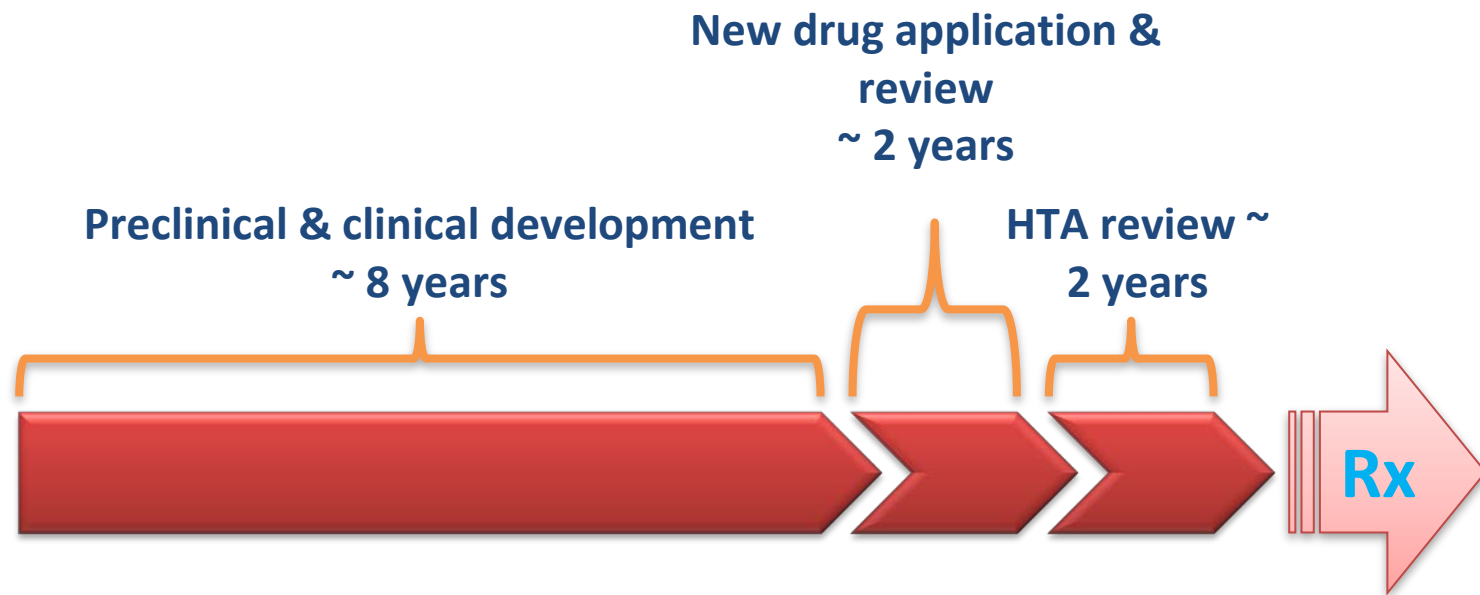 New drug application &
review
~ 2 years
Preclinical & clinical development
~ 8 years
HTA review ~
2 years
Rx